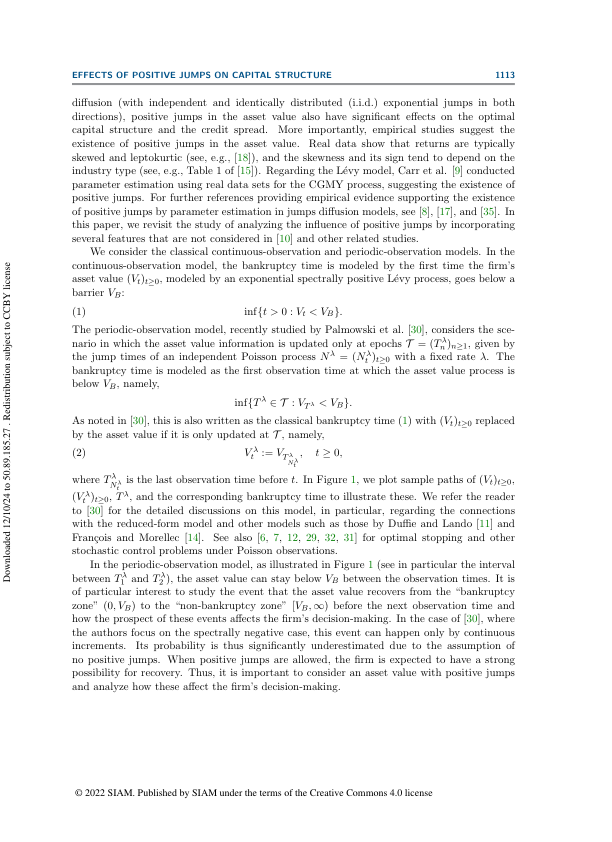 EFFECTS OF POSITIVE JUMPS ON CAPITAL STRUCTURE 1113
diffusion (with independent and identically distributed (i.i.d.) exponential jumps in both
directions), positive jumps in the asset value also have significant effects on the optimal
capital structure and the credit spread. More importantly, empirical studies suggest the
existence of positive jumps in the asset value. Real data show that returns are typically
skewed and leptokurtic (see, e.g., [18]), and the skewness and its sign tend to depend on the
industry type (see, e.g., Table 1 of [15]). Regarding the Lévy model, Carr et al. [9] conducted
parameter estimation using real data sets for the CGMY process, suggesting the existence of
positive jumps. For further references providing empirical evidence supporting the existence
of positive jumps by parameter estimation in jumps diffusion models, see [8], [17], and [35]. In
this paper, we revisit the study of analyzing the influence of positive jumps by incorporating
several features that are not considered in [10] and other related studies.
We consider the classical continuous-observation and periodic-observation models. In the
continuous-observation model, the bankruptcy time is modeled by the first time the firm's
asset value (V_t)_{t≥0}, modeled by an exponential spectrally positive Lévy process, goes below a
barrier V_B:
(1) inf{t > 0 : V_t < V_B}.
The periodic-observation model, recently studied by Palmowski et al. [30], considers the sce-
nario in which the asset value information is updated only at epochs 𝒯 = (T_n^λ)_{n≥1}, given by
the jump times of an independent Poisson process N^λ = (N_t^λ)_{t≥0} with a fixed rate λ. The
bankruptcy time is modeled as the first observation time at which the asset value process is
below V_B, namely,
inf{T^λ ∈ 𝒯 : V_{T^λ} < V_B}.
As noted in [30], this is also written as the classical bankruptcy time (1) with (V_t)_{t≥0} replaced
by the asset value if it is only updated at 𝒯, namely,
(2) V_t^λ := V_{T^λ_{N_t^λ}}, t ≥ 0,
where T^λ_{N_t^λ} is the last observation time before t. In Figure 1, we plot sample paths of (V_t)_{t≥0},
(V_t^λ)_{t≥0}, T^λ, and the corresponding bankruptcy time to illustrate these. We refer the reader
to [30] for the detailed discussions on this model, in particular, regarding the connections
with the reduced-form model and other models such as those by Duffie and Lando [11] and
François and Morellec [14]. See also [6, 7, 12, 29, 32, 31] for optimal stopping and other
stochastic control problems under Poisson observations.
In the periodic-observation model, as illustrated in Figure 1 (see in particular the interval
between T_1^λ and T_2^λ), the asset value can stay below V_B between the observation times. It is
of particular interest to study the event that the asset value recovers from the “bankruptcy
zone” (0, V_B) to the “non-bankruptcy zone” [V_B, ∞) before the next observation time and
how the prospect of these events affects the firm's decision-making. In the case of [30], where
the authors focus on the spectrally negative case, this event can happen only by continuous
increments. Its probability is thus significantly underestimated due to the assumption of
no positive jumps. When positive jumps are allowed, the firm is expected to have a strong
possibility for recovery. Thus, it is important to consider an asset value with positive jumps
and analyze how these affect the firm's decision-making.
© 2022 SIAM. Published by SIAM under the terms of the Creative Commons 4.0 license
Downloaded 12/10/24 to 50.89.185.27 . Redistribution subject to CCBY license